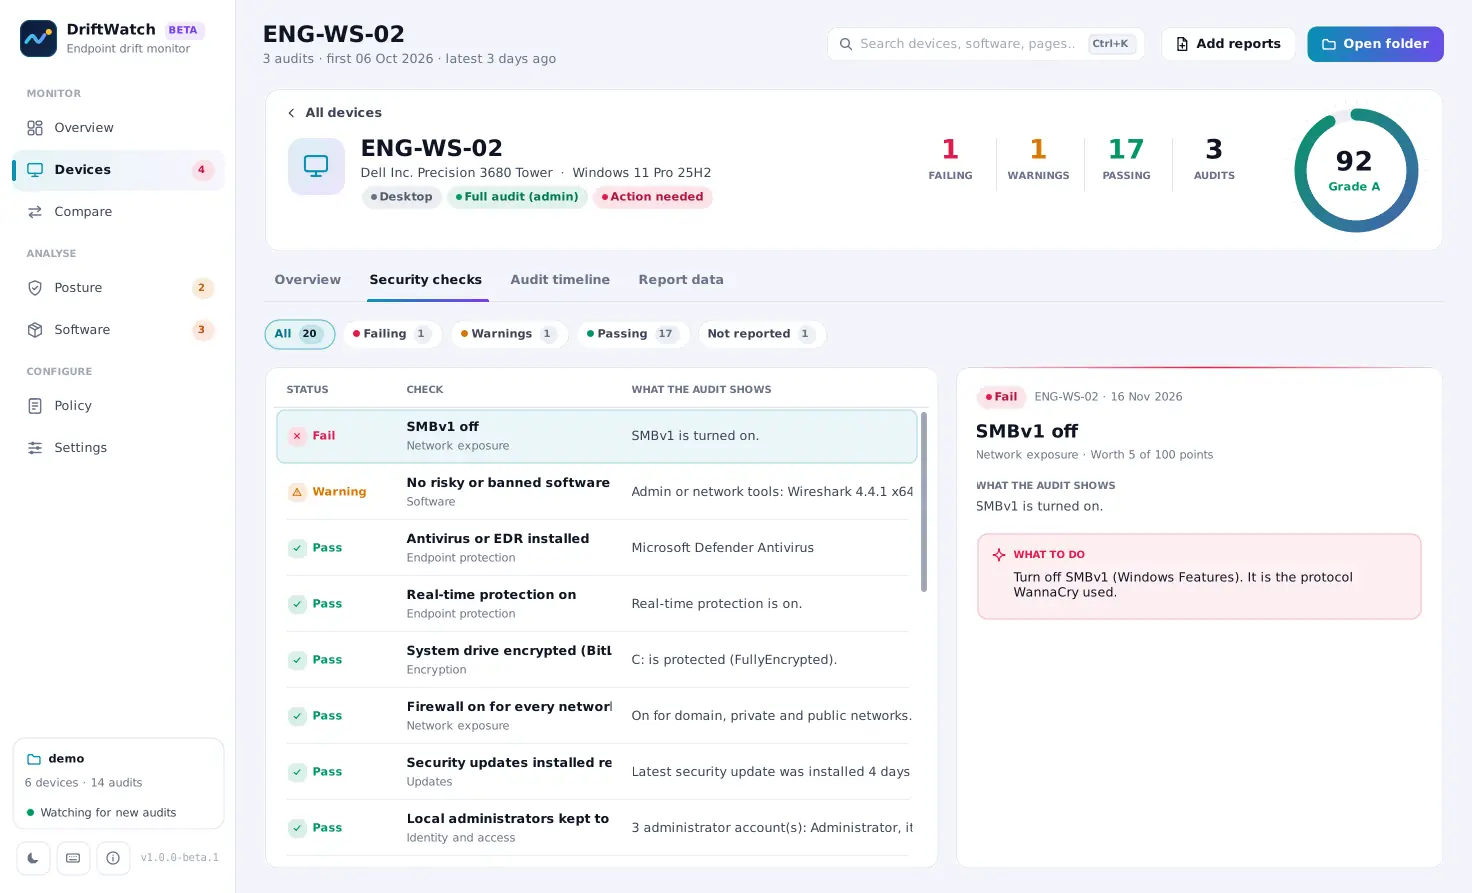 DriftWatch BETA
Endpoint drift monitor
MONITOR
Overview
Devices 4
Compare
ANALYSE
Posture 2
Software 3
CONFIGURE
Policy
Settings
demo
6 devices · 14 audits
Watching for new audits
v1.0.0-beta.1
ENG-WS-02
3 audits · first 06 Oct 2026 · latest 3 days ago
Search devices, software, pages.. Ctrl+K
Add reports
Open folder
All devices
ENG-WS-02
Dell Inc. Precision 3680 Tower · Windows 11 Pro 25H2
Desktop Full audit (admin) Action needed
1 FAILING
1 WARNINGS
17 PASSING
3 AUDITS
92
Grade A
Overview Security checks Audit timeline Report data
All 20 Failing 1 Warnings 1 Passing 17 Not reported 1
STATUS CHECK WHAT THE AUDIT SHOWS
Fail SMBv1 off SMBv1 is turned on.
Network exposure
Warning No risky or banned software Admin or network tools: Wireshark 4.4.1 x64
Software
Pass Antivirus or EDR installed Microsoft Defender Antivirus
Endpoint protection
Pass Real-time protection on Real-time protection is on.
Endpoint protection
Pass System drive encrypted (BitL C: is protected (FullyEncrypted).
Encryption
Pass Firewall on for every network On for domain, private and public networks.
Network exposure
Pass Security updates installed re Latest security update was installed 4 days
Updates
Pass Local administrators kept to 3 administrator account(s): Administrator, it
Identity and access
Fail ENG-WS-02 · 16 Nov 2026
SMBv1 off
Network exposure · Worth 5 of 100 points
WHAT THE AUDIT SHOWS
SMBv1 is turned on.
WHAT TO DO
Turn off SMBv1 (Windows Features). It is the protocol
WannaCry used.